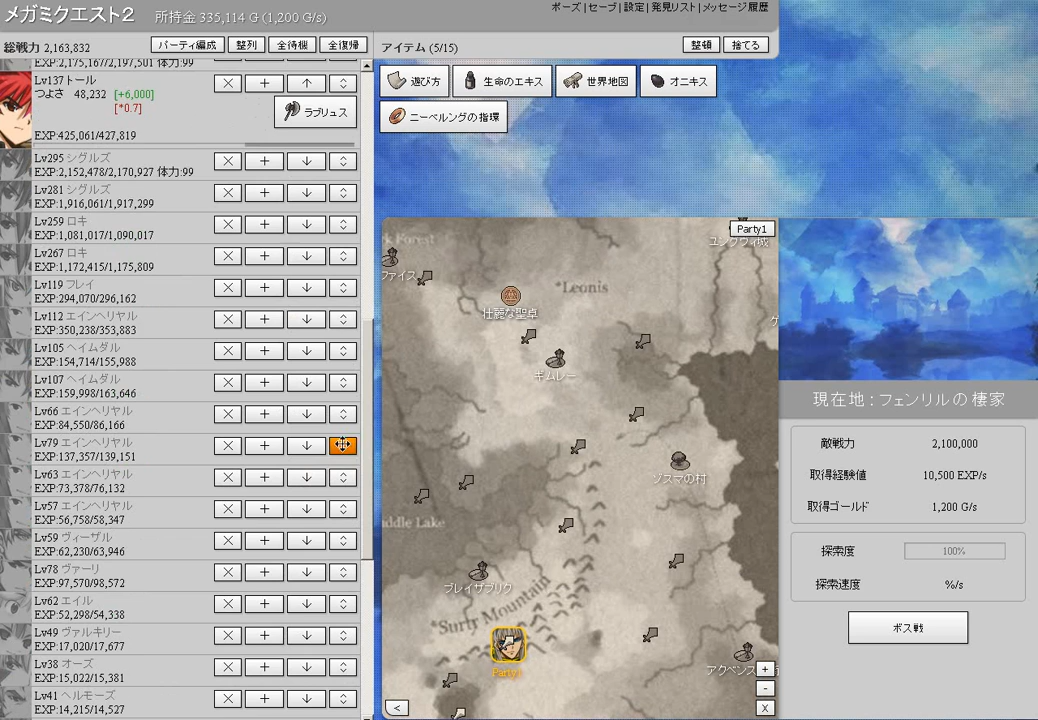 メガミクエスト2
所持金 335,114 G (1,200 G/s)
ポーズ | セーブ | 設定 | 発見リスト | メッセージ履歴
総戦力 2,163,832
パーティ編成
整列
全待機
全復帰
EXP:2,175,167/2,197,501 体力:99
Lv137 トール
つよさ 48,232 [+6,000]
[*0.7]
ラブリュス
EXP:425,061/427,819
Lv295 シグルズ
EXP:2,152,478/2,170,927 体力:99
Lv281 シグルズ
EXP:1,916,061/1,917,299
Lv259 ロキ
EXP:1,081,017/1,090,017
Lv267 ロキ
EXP:1,172,415/1,175,809
Lv119 フレイ
EXP:294,070/296,162
Lv112 エインヘリヤル
EXP:350,238/353,883
Lv105 ヘイムダル
EXP:154,714/155,988
Lv107 ヘイムダル
EXP:159,998/163,646
Lv66 エインヘリヤル
EXP:84,550/86,166
Lv79 エインヘリヤル
EXP:137,357/139,151
Lv63 エインヘリヤル
EXP:73,378/76,132
Lv57 エインヘリヤル
EXP:56,758/58,347
Lv59 ヴィーザル
EXP:62,230/63,946
Lv78 ヴァーリ
EXP:97,570/98,572
Lv62 エイル
EXP:52,298/54,338
Lv49 ヴァルキリー
EXP:17,020/17,677
Lv38 オーズ
EXP:15,022/15,381
Lv41 ヘルモーズ
EXP:14,215/14,527
アイテム (5/15)
整頓
捨てる
遊び方
生命のエキス
世界地図
オニキス
ニーベルングの指環
Party1
ユングヴィ城
k Forest
ファイス
*Leonis
壮麗な聖卓
ギムレー
ゾスマの村
ddle Lake
ブレイザブリク
*Surty Mountain
Party1
アクベンス
<
+
-
X
現在地 : フェンリルの棲家
敵戦力 2,100,000
取得経験値 10,500 EXP/s
取得ゴールド 1,200 G/s
探索度 100%
探索速度 %/s
ボス戦